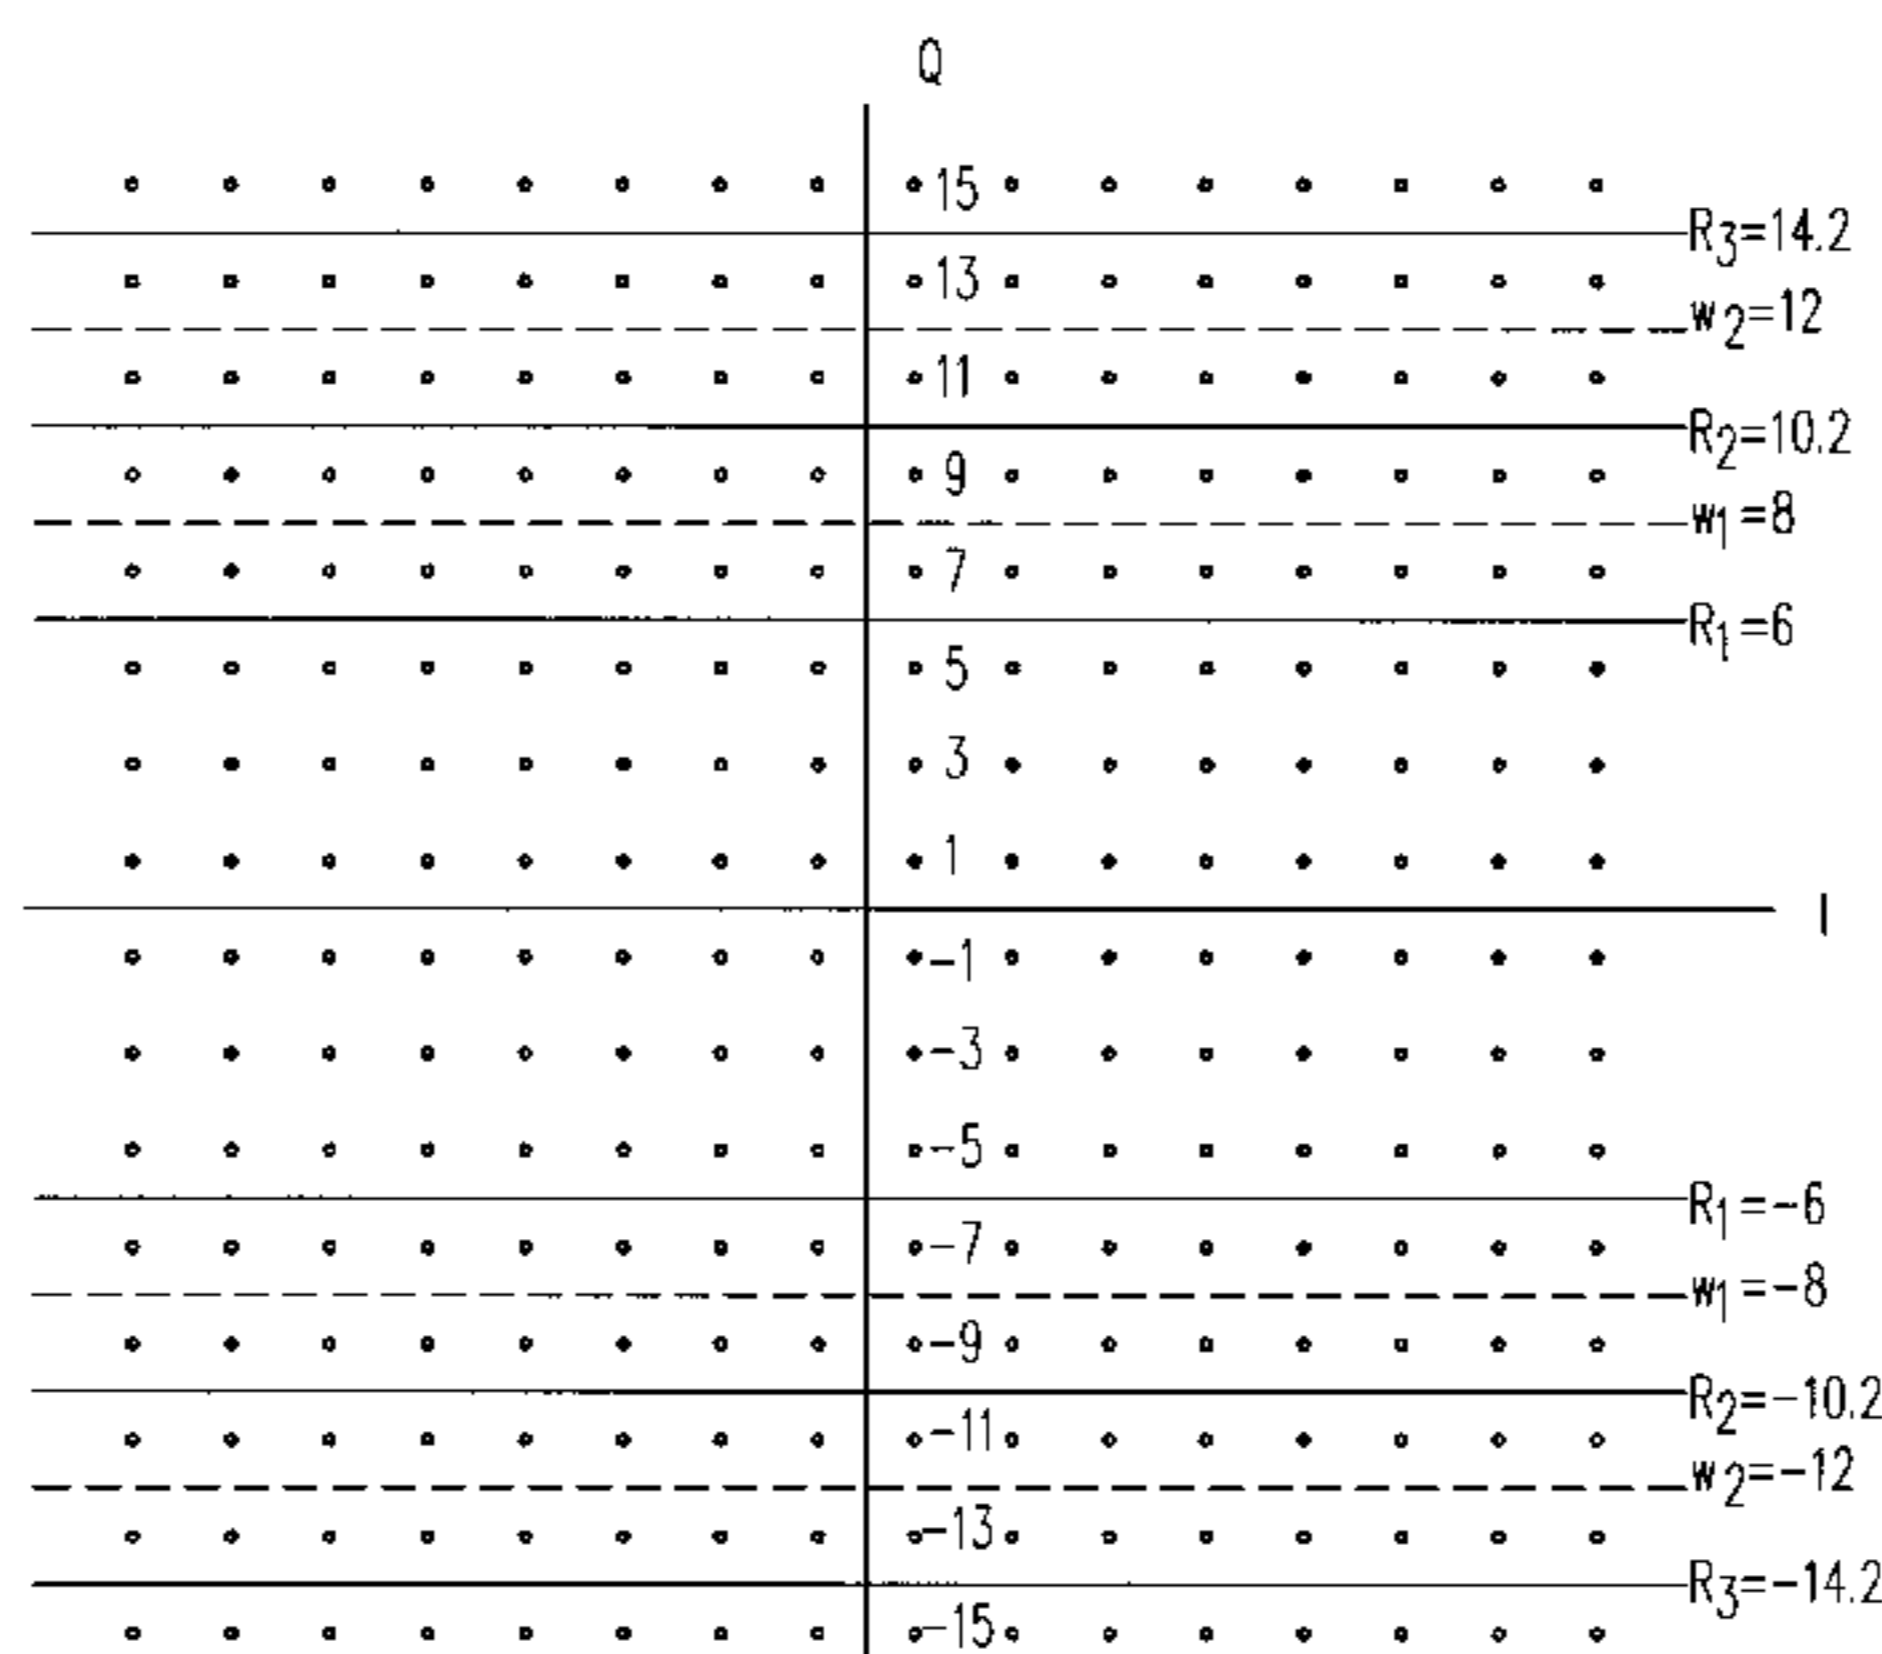 Q
15
R3=14.2
13
w2=12
11
R2=10.2
9
w1=8
7
R1=6
5
3
1
I
-1
-3
-5
R1=-6
-7
w1=-8
-9
R2=-10.2
-11
w2=-12
-13
R3=-14.2
-15